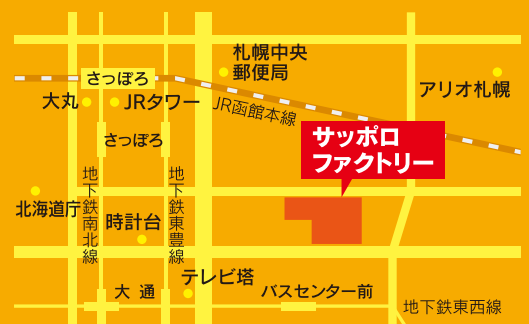 札幌中央
郵便局
さっぽろ
アリオ札幌
大丸
JRタワー
JR函館本線
サッポロ
ファクトリー
さっぽろ
地下鉄南北線
地下鉄東豊線
北海道庁
時計台
テレビ塔
大通
バスセンター前
地下鉄東西線